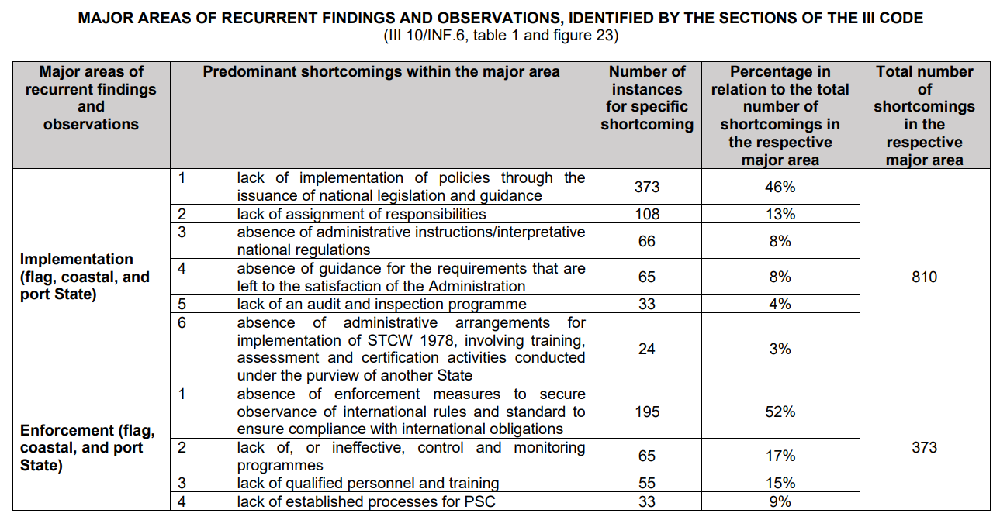 MAJOR AREAS OF RECURRENT FINDINGS AND OBSERVATIONS, IDENTIFIED BY THE SECTIONS OF THE III CODE
(III 10/INF.6, table 1 and figure 23)
Major areas of
recurrent findings
and
observations
Predominant shortcomings within the major area
Number of
instances
for specific
shortcoming
Percentage in
relation to the total
number of
shortcomings in
the respective
major area
Total number
of
shortcomings
in the
respective
major area
Implementation
(flag, coastal, and
port State)
1 lack of implementation of policies through the
issuance of national legislation and guidance
373
46%
810
2 lack of assignment of responsibilities
108
13%
3 absence of administrative instructions/interpretative
national regulations
66
8%
4 absence of guidance for the requirements that are
left to the satisfaction of the Administration
65
8%
5 lack of an audit and inspection programme
33
4%
6 absence of administrative arrangements for
implementation of STCW 1978, involving training,
assessment and certification activities conducted
under the purview of another State
24
3%
Enforcement (flag,
coastal, and port
State)
1 absence of enforcement measures to secure
observance of international rules and standard to
ensure compliance with international obligations
195
52%
373
2 lack of, or ineffective, control and monitoring
programmes
65
17%
3 lack of qualified personnel and training
55
15%
4 lack of established processes for PSC
33
9%